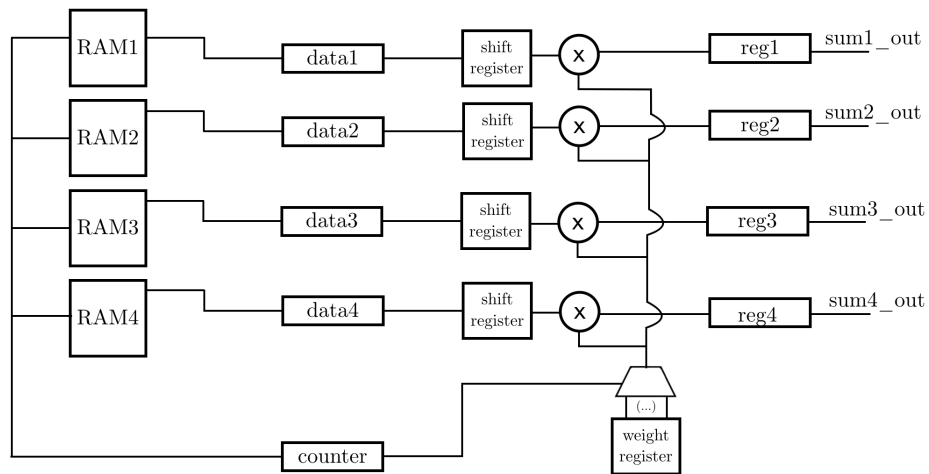 RAM1
data1
shift
register
x
reg1
sum1_out
RAM2
data2
shift
register
x
reg2
sum2_out
RAM3
data3
shift
register
x
reg3
sum3_out
RAM4
data4
shift
register
x
reg4
sum4_out
(...)
counter
weight
register